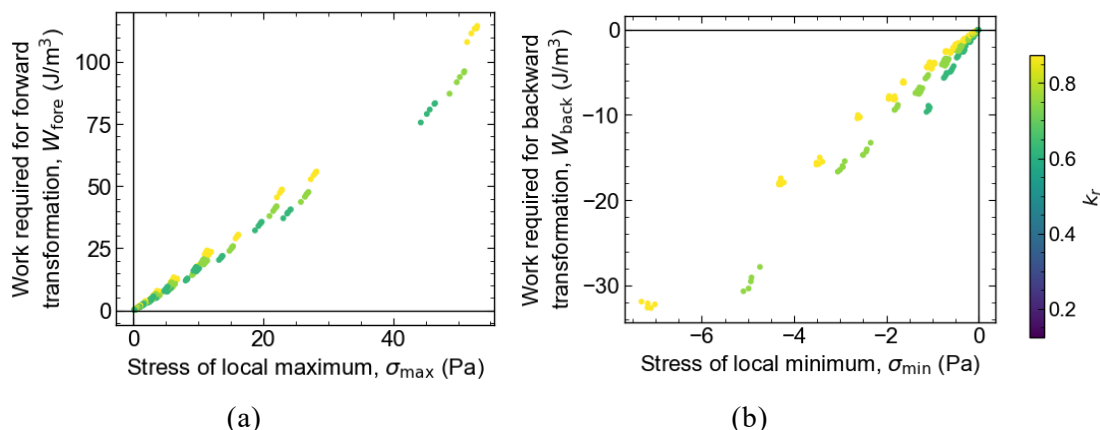 Work required for forward
transformation, W_fore (J/m³)
100
75
50
25
0
0
20
40
Stress of local maximum, σ_max (Pa)
(a)
Work required for backward
transformation, W_back (J/m³)
0
−10
−20
−30
−6
−4
−2
0
Stress of local minimum, σ_min (Pa)
(b)
0.8
0.6
0.4
0.2
k_r